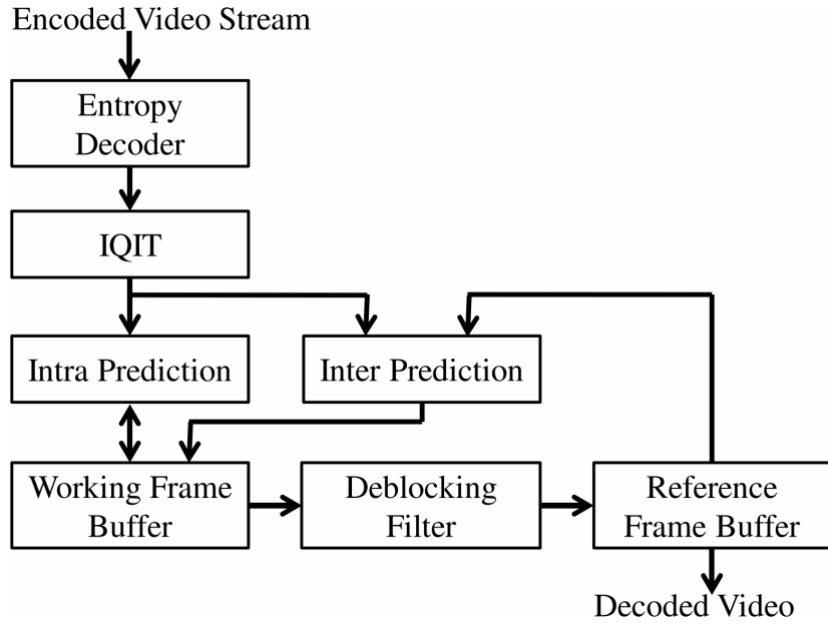 Encoded Video Stream
Entropy
Decoder
IQIT
Intra Prediction
Inter Prediction
Working Frame
Buffer
Deblocking
Filter
Reference
Frame Buffer
Decoded Video